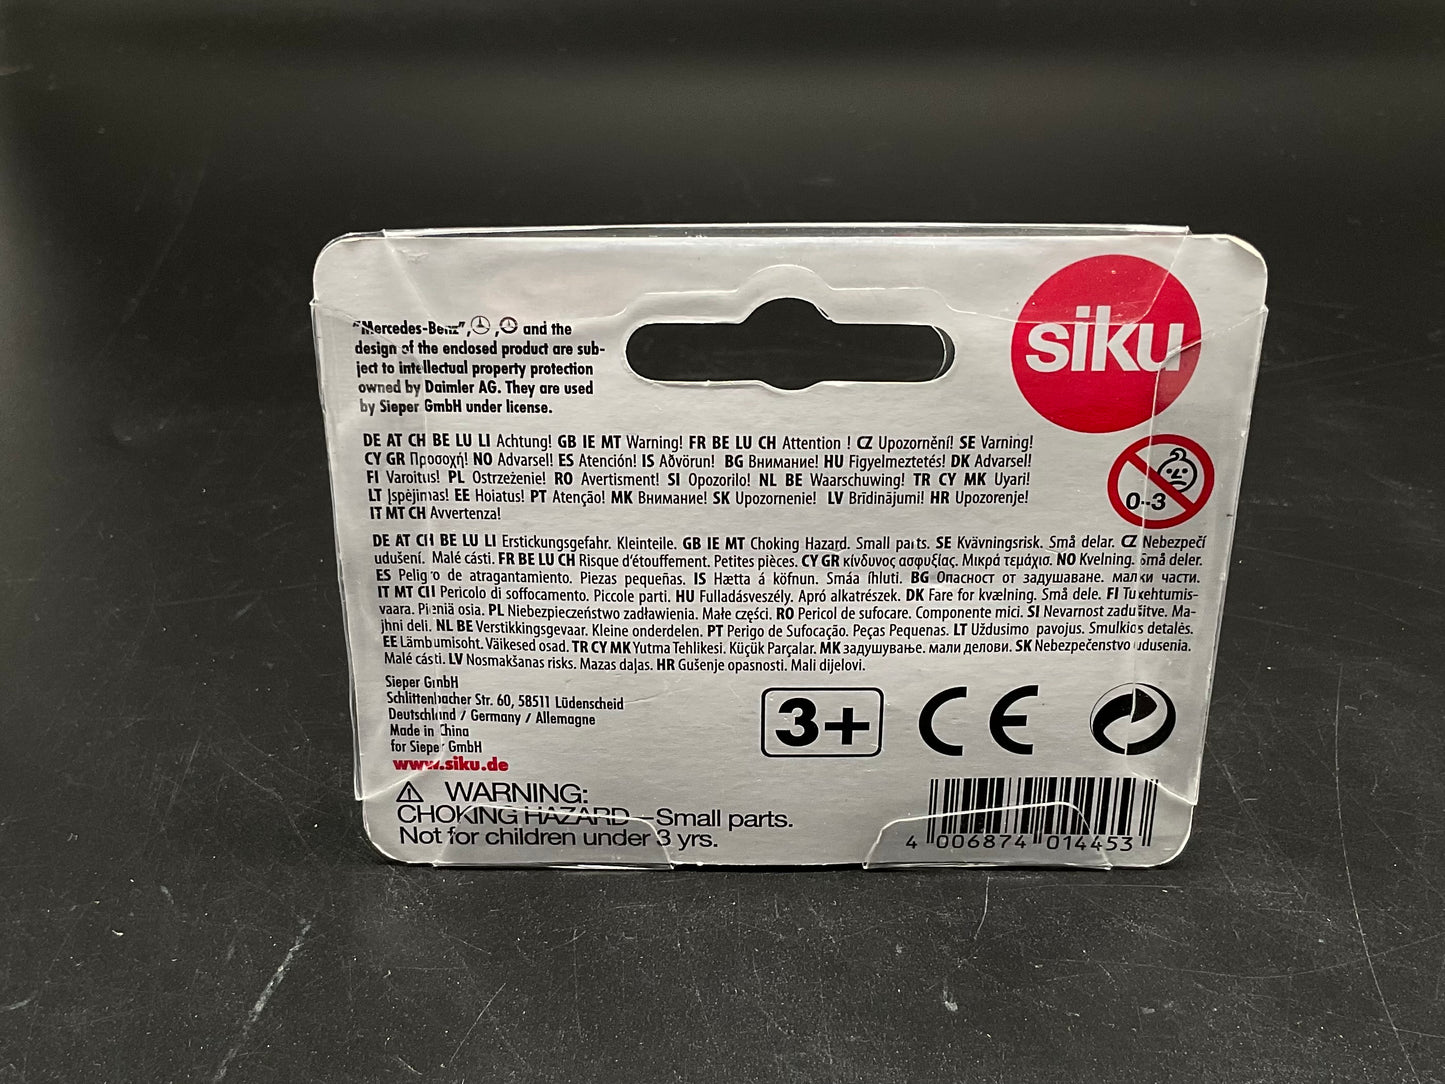 "Mercedes-Benz", , and the
design of the enclosed product are sub-
ject to intellectual property protection
owned by Daimler AG. They are used
by Sieper GmbH under license.
siku
DE AT CH BE LU LI Achtung! GB IE MT Warning! FR BE LU CH Attention ! CZ Upozornění! SE Varning!
CY GR Προσοχή! NO Advarsel! ES Atención! IS Aðvörun! BG Внимание! HU Figyelmeztetés! DK Advarsel!
FI Varoitus! PL Ostrzeżenie! RO Avertisment! SI Opozorilo! NL BE Waarschuwing! TR CY MK Uyari!
LT Įspėjimas! EE Hoiatus! PT Atenção! MK Внимание! SK Upozornenie! LV Brīdinājumi! HR Upozorenje!
IT MT CH Avvertenza!
0-3
DE AT CH BE LU LI Erstickungsgefahr. Kleinteile. GB IE MT Choking Hazard. Small parts. SE Kvävningsrisk. Små delar. CZ Nebezpečí
udušení. Malé cásti. FR BE LU CH Risque d'étouffement. Petites pièces. CY GR κίνδυνος ασφυξίας. Μικρά τεμάχια. NO Kvelning. Små deler.
ES Peligro de atragantamiento. Piezas pequeñas. IS Hætta á köfnun. Smáa íhluti. BG Опасност от задушаване. малки части.
IT MT CH Pericolo di soffocamento. Piccole parti. HU Fulladásveszély. Apró alkatrészek. DK Fare for kvælning. Små dele. FI Tukehtumis-
vaara. Pieniä osia. PL Niebezpieczeństwo zadławienia. Małe części. RO Pericol de sufocare. Componente mici. SI Nevarnost zadušitve. Ma-
jhni deli. NL BE Verstikkingsgevaar. Kleine onderdelen. PT Perigo de Sufocação. Peças Pequenas. LT Uždusimo pavojus. Smulkios detalės.
EE Lämbumisoht. Väikesed osad. TR CY MK Yutma Tehlikesi. Küçük Parçalar. MK задушување. мали делови. SK Nebezpečenstvo udusenia.
Malé cásti. LV Nosmakšanas risks. Mazas daļas. HR Gušenje opasnosti. Mali dijelovi.
Sieper GmbH
Schlittenbacher Str. 60, 58511 Lüdenscheid
Deutschland / Germany / Allemagne
Made in China
for Sieper GmbH
www.siku.de
3+ CE
WARNING:
CHOKING HAZARD –Small parts.
Not for children under 3 yrs.
4 006874 014453